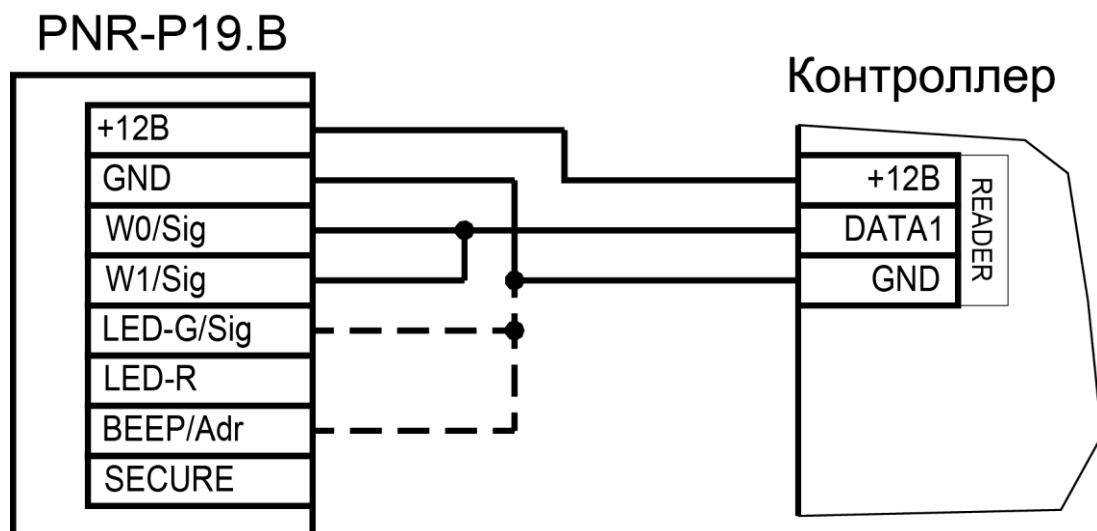 PNR-P19.B
+12В
GND
W0/Sig
W1/Sig
LED-G/Sig
LED-R
BEEP/Adr
SECURE
Контроллер
+12В
DATA1
GND
READER